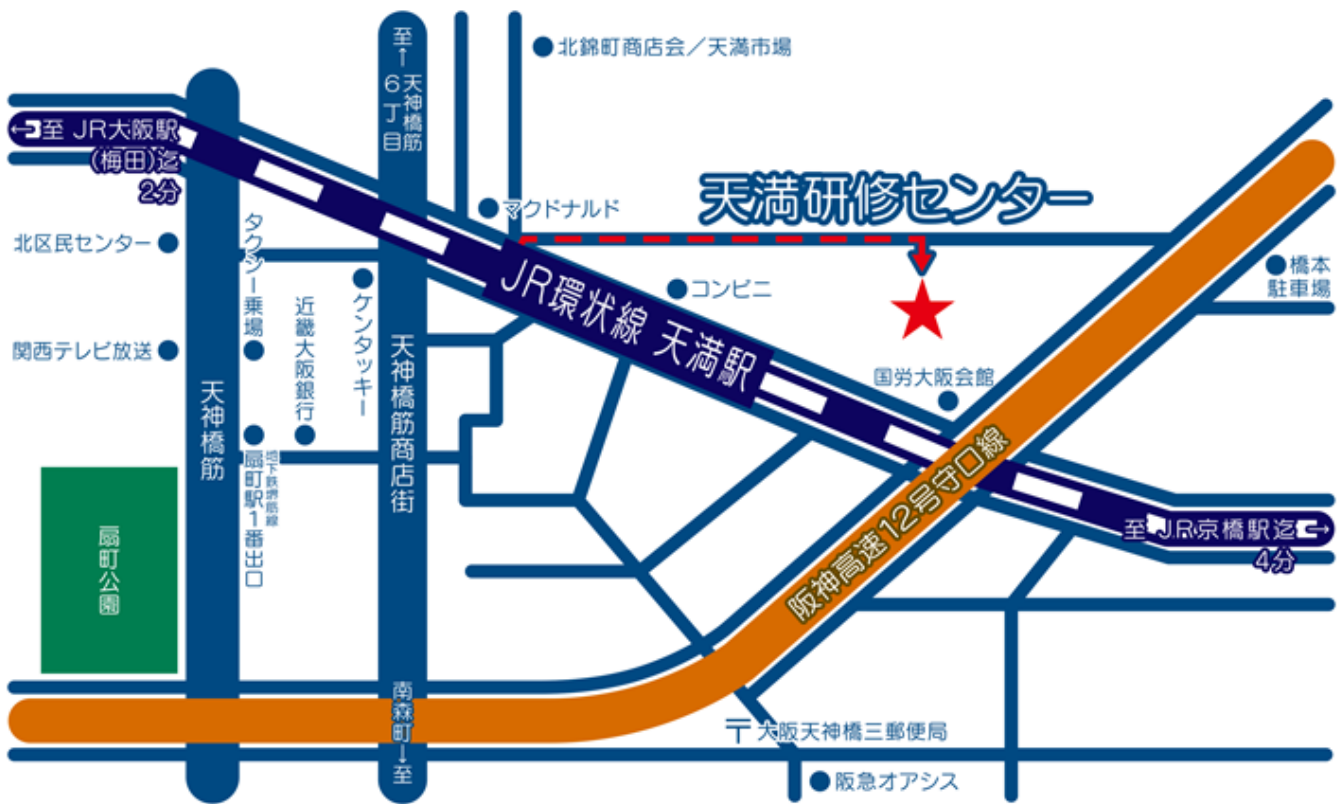 至↑天神橋筋
6丁目
北錦町商店会／天満市場
至 JR大阪駅
(梅田)迄
2分
マクドナルド
天満研修センター
北区民センター
タクシー乗場
ケンタッキー
近畿大阪銀行
コンビニ
橋本
駐車場
JR環状線 天満駅
関西テレビ放送
天神橋筋
天神橋筋商店街
国労大阪会館
地下鉄堺筋線
扇町駅1番出口
扇町公園
阪神高速12号守口線
至 JR京橋駅迄
4分
南森町↓至
〒大阪天神橋三郵便局
阪急オアシス